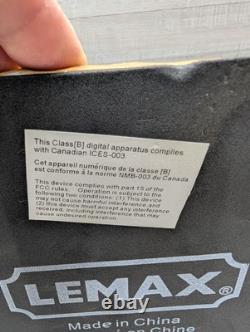 This Class[B] digital apparatus complies
with Canadian ICES-003
Cet appareil numérique de la classe [B]
est conforme à la norme NMB-003 du Canada
This device complies with part 15 of the
FCC rules. Operation is subject to the
following two conditions: (1) This device
may not cause harmful interference, and
(2) this device must accept any interference
received, including interference that may
cause undesired operation.
LEMAX®
Made in China
en Chine